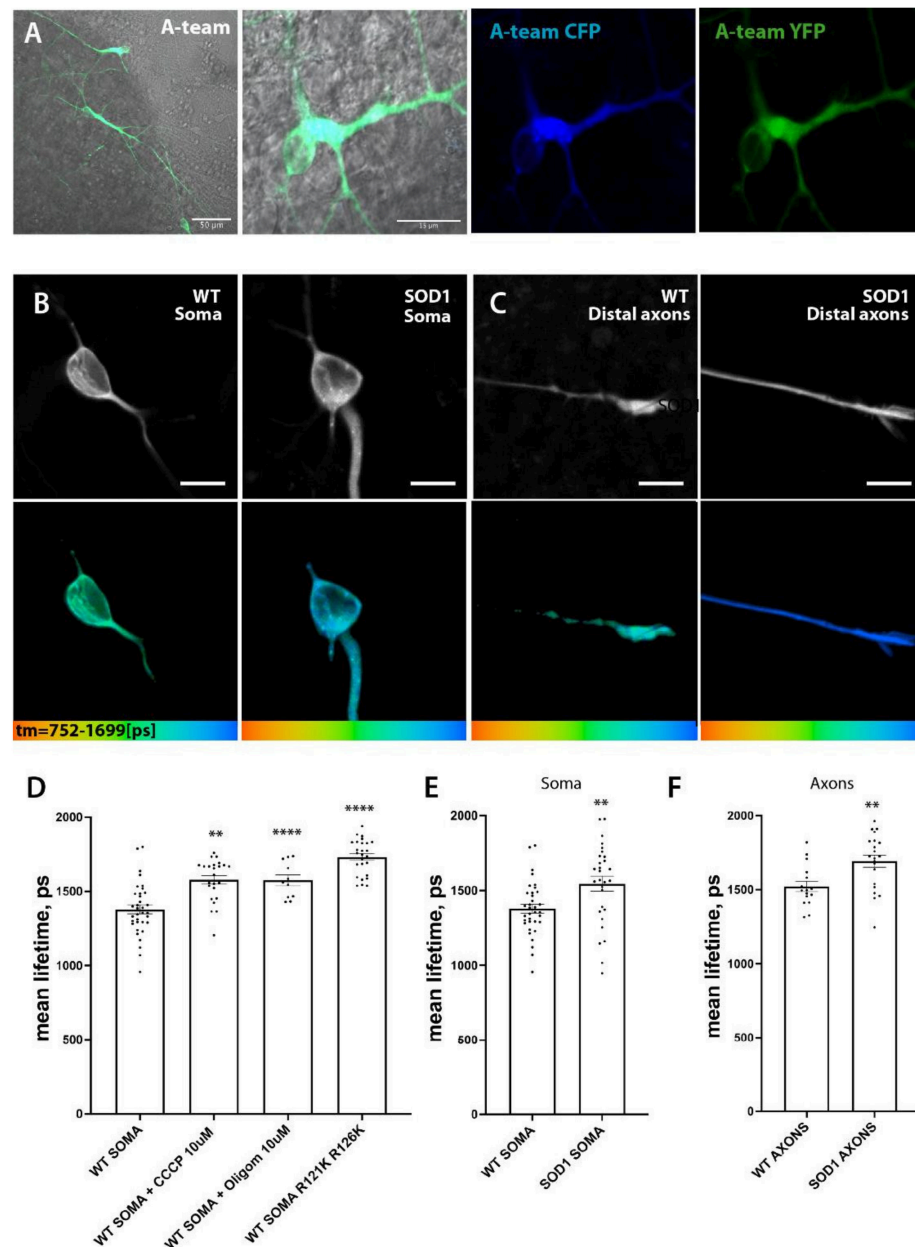 A
A-team
50 µm
15 µm
A-team CFP
A-team YFP
B
WT
Soma
SOD1
Soma
C
WT
Distal axons
SOD1
SOD1
Distal axons
tm=752-1699[ps]
D
mean lifetime, ps
2000
1500
1000
500
0
**
****
****
WT SOMA
WT SOMA + CCCP 10uM
WT SOMA + Oligom 10uM
WT SOMA R121K R126K
E
Soma
mean lifetime, ps
2000
1500
1000
500
0
**
WT SOMA
SOD1 SOMA
F
Axons
mean lifetime, ps
2000
1500
1000
500
0
**
WT AXONS
SOD1 AXONS